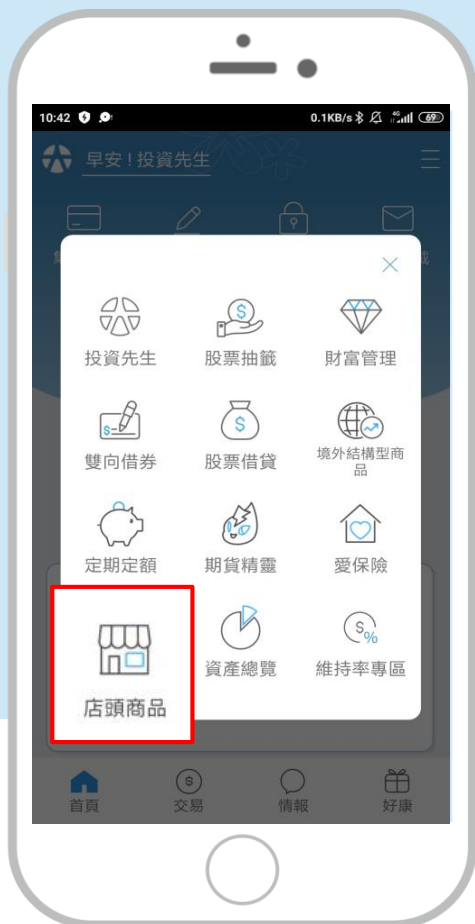 10:42 0.1KB/s 4G 69
早安！投資先生
投資先生 股票抽籤 財富管理
$
$
雙向借券 股票借貸 境外結構型商
品
$
定期定額 期貨精靈 愛保險
$%
資產總覽 維持率專區
店頭商品
$
首頁 交易 情報 好康